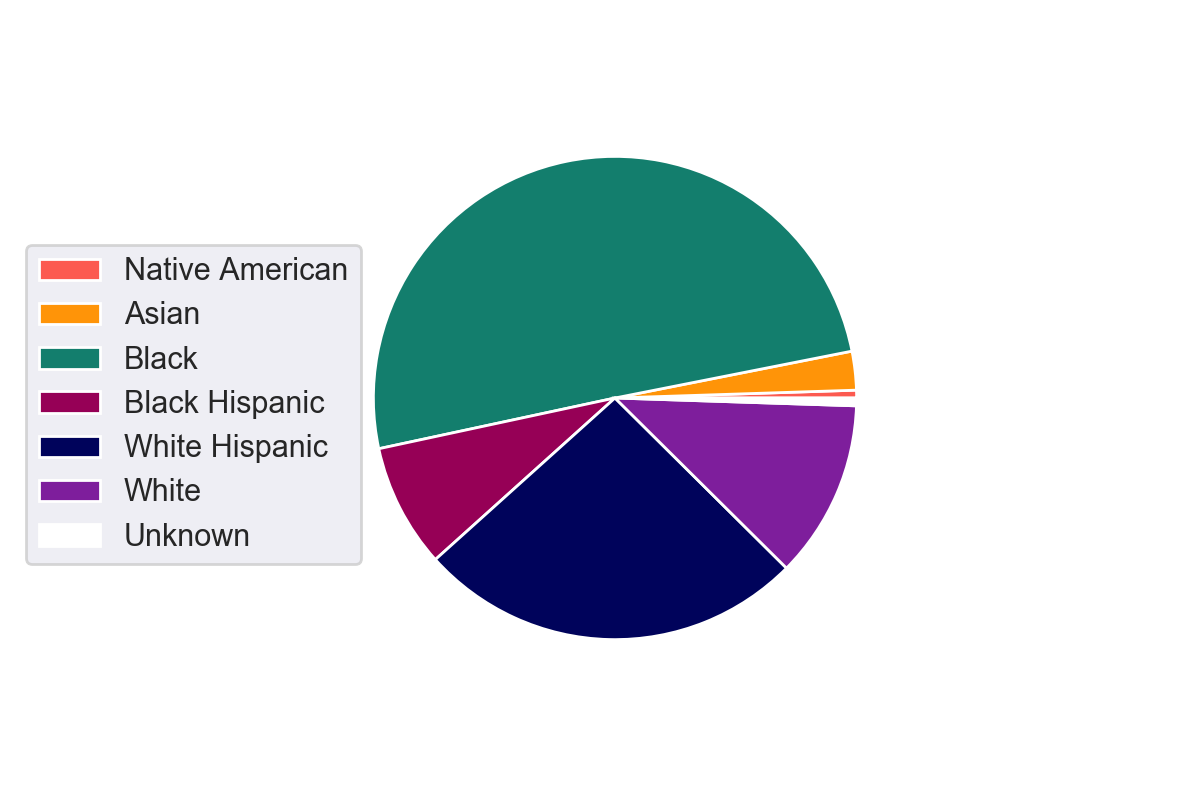 Native American
Asian
Black
Black Hispanic
White Hispanic
White
Unknown